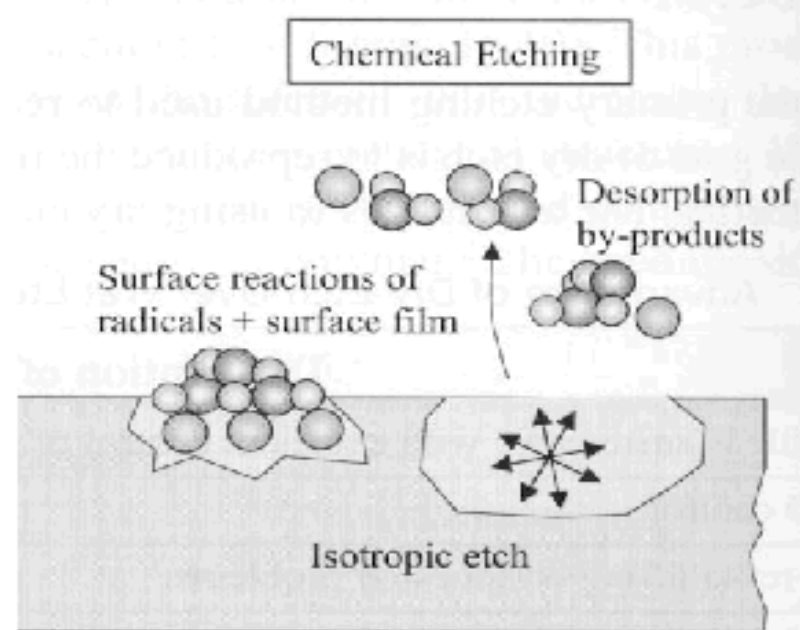 Chemical Etching
Desorption of
by-products
Surface reactions of
radicals + surface film
Isotropic etch